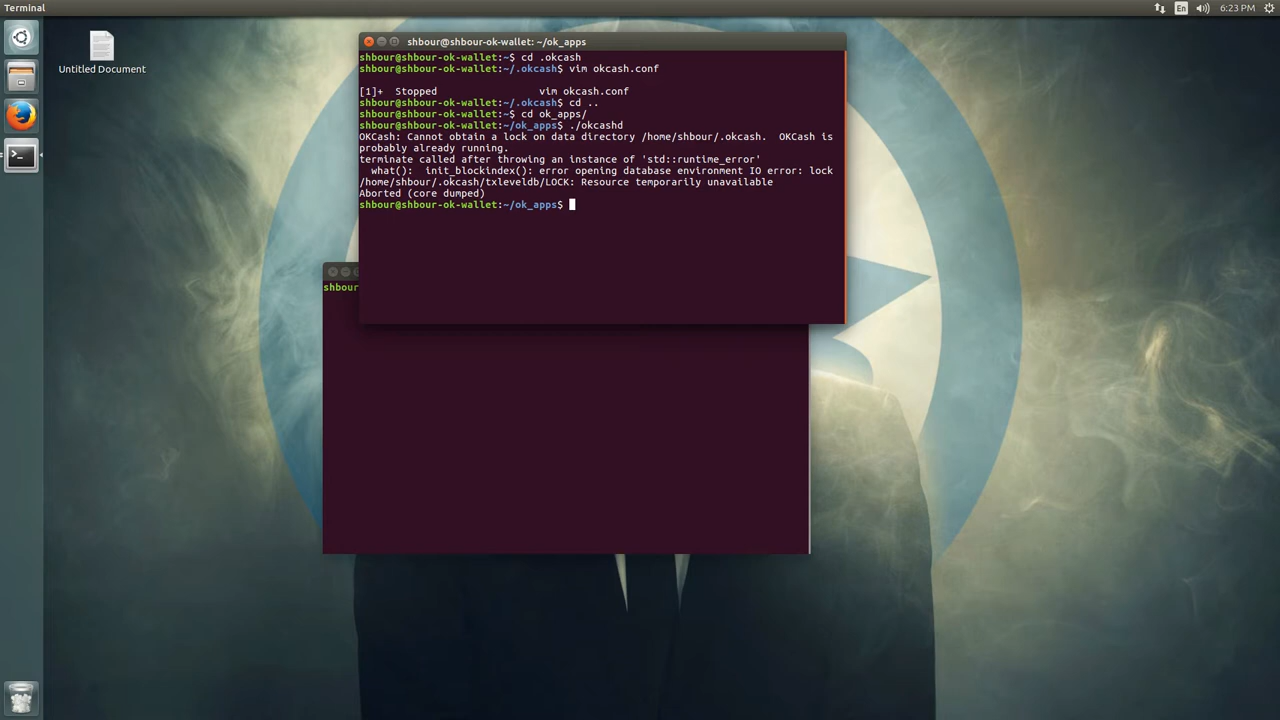 Terminal
En
6:23 PM
Untitled Document
shbour@shbour-ok-wallet: ~/ok_apps
shbour@shbour-ok-wallet:~$ cd .okcash
shbour@shbour-ok-wallet:~/.okcash$ vim okcash.conf
[1]+  Stopped                 vim okcash.conf
shbour@shbour-ok-wallet:~/.okcash$ cd ..
shbour@shbour-ok-wallet:~$ cd ok_apps/
shbour@shbour-ok-wallet:~/ok_apps$ ./okcashd
OKCash: Cannot obtain a lock on data directory /home/shbour/.okcash.  OKCash is
probably already running.
terminate called after throwing an instance of 'std::runtime_error'
  what():  init_blockindex(): error opening database environment IO error: lock
/home/shbour/.okcash/txleveldb/LOCK: Resource temporarily unavailable
Aborted (core dumped)
shbour@shbour-ok-wallet:~/ok_apps$
shbour